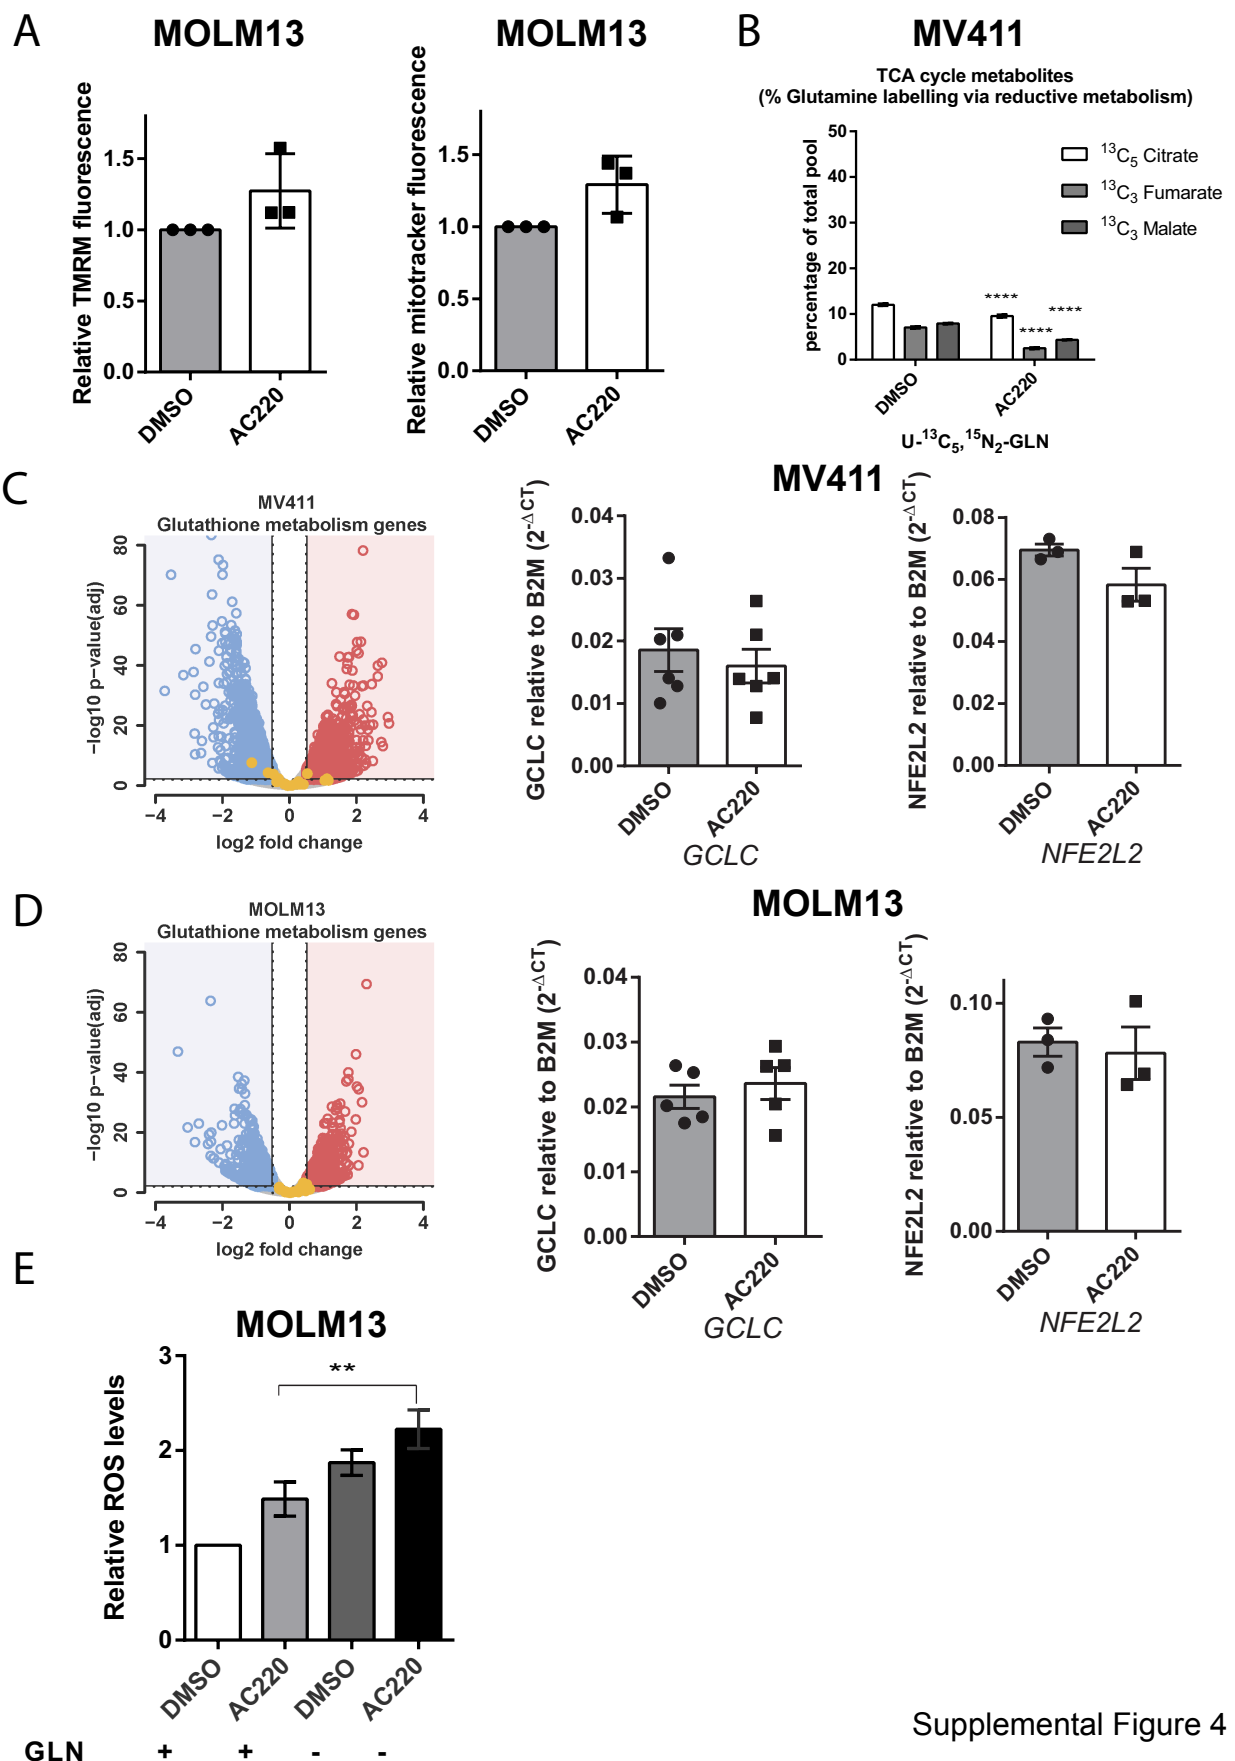 A
MOLM13
Relative TMRM fluorescence
1.5
1.0
0.5
0.0
DMSO
AC220
MOLM13
Relative mitotracker fluorescence
1.5
1.0
0.5
0.0
DMSO
AC220
B
MV411
TCA cycle metabolites
(% Glutamine labelling via reductive metabolism)
percentage of total pool
50
40
30
20
10
0
¹³C₅ Citrate
¹³C₃ Fumarate
¹³C₃ Malate
****
****
****
DMSO
AC220
U-¹³C₅,¹⁵N₂-GLN
C
MV411
Glutathione metabolism genes
−log10 p−value(adj)
80
60
40
20
0
−4 −2 0 2 4
log2 fold change
MV411
GCLC relative to B2M (2^-ΔCT)
0.04
0.03
0.02
0.01
0.00
DMSO
AC220
GCLC
NFE2L2 relative to B2M (2^-ΔCT)
0.08
0.06
0.04
0.02
0.00
DMSO
AC220
NFE2L2
D
MOLM13
Glutathione metabolism genes
−log10 p−value(adj)
80
60
40
20
0
−4 −2 0 2 4
log2 fold change
MOLM13
GCLC relative to B2M (2^-ΔCT)
0.04
0.03
0.02
0.01
0.00
DMSO
AC220
GCLC
NFE2L2 relative to B2M (2^-ΔCT)
0.10
0.05
0.00
DMSO
AC220
NFE2L2
E
MOLM13
Relative ROS levels
3
2
1
0
**
DMSO
AC220
DMSO
AC220
GLN + + - -
Supplemental Figure 4